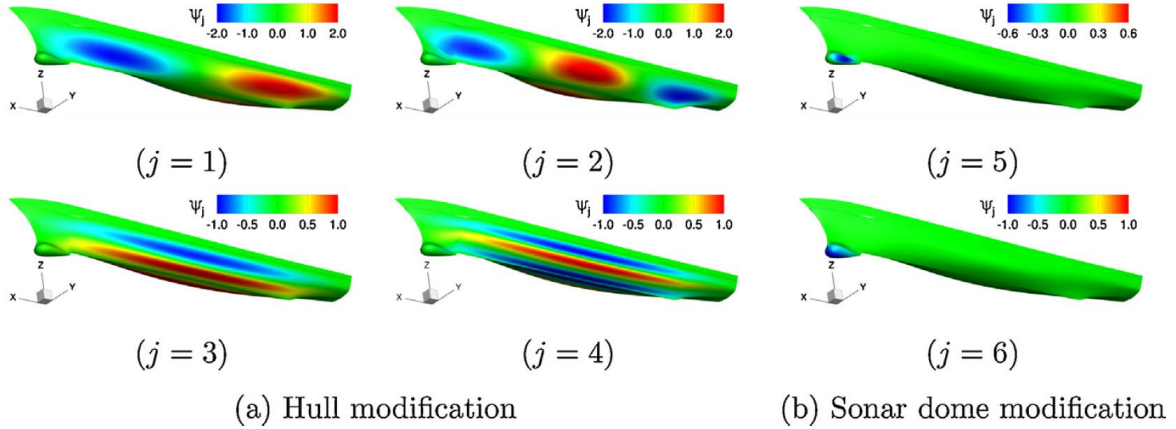 Ψj
-2.0 -1.0 0.0 1.0 2.0
Z
X
Y
(j = 1)
Ψj
-2.0 -1.0 0.0 1.0 2.0
Z
X
Y
(j = 2)
Ψj
-0.6 -0.3 0.0 0.3 0.6
Z
X
Y
(j = 5)
Ψj
-1.0 -0.5 0.0 0.5 1.0
Z
X
Y
(j = 3)
Ψj
-1.0 -0.5 0.0 0.5 1.0
Z
X
Y
(j = 4)
Ψj
-1.0 -0.5 0.0 0.5 1.0
Z
X
Y
(j = 6)
(a) Hull modification
(b) Sonar dome modification